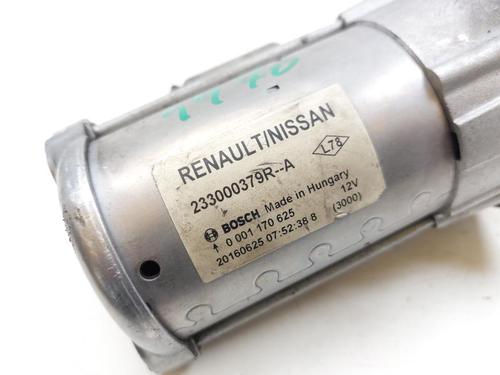 RENAULT/NISSAN
233000379R--A
L78
BOSCH Made in Hungary
0 001 170 625 12V
20160625 07:52:38 8 (3000)